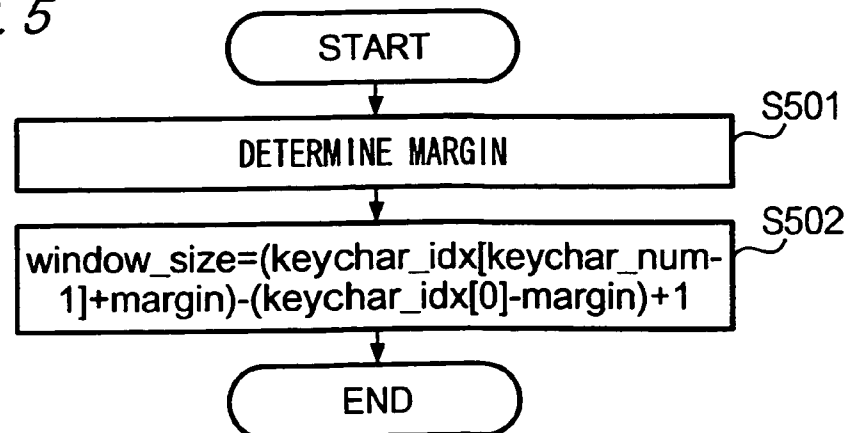 . 5
START
S501
DETERMINE MARGIN
S502
window_size=(keychar_idx[keychar_num-
1]+margin)-(keychar_idx[0]-margin)+1
END